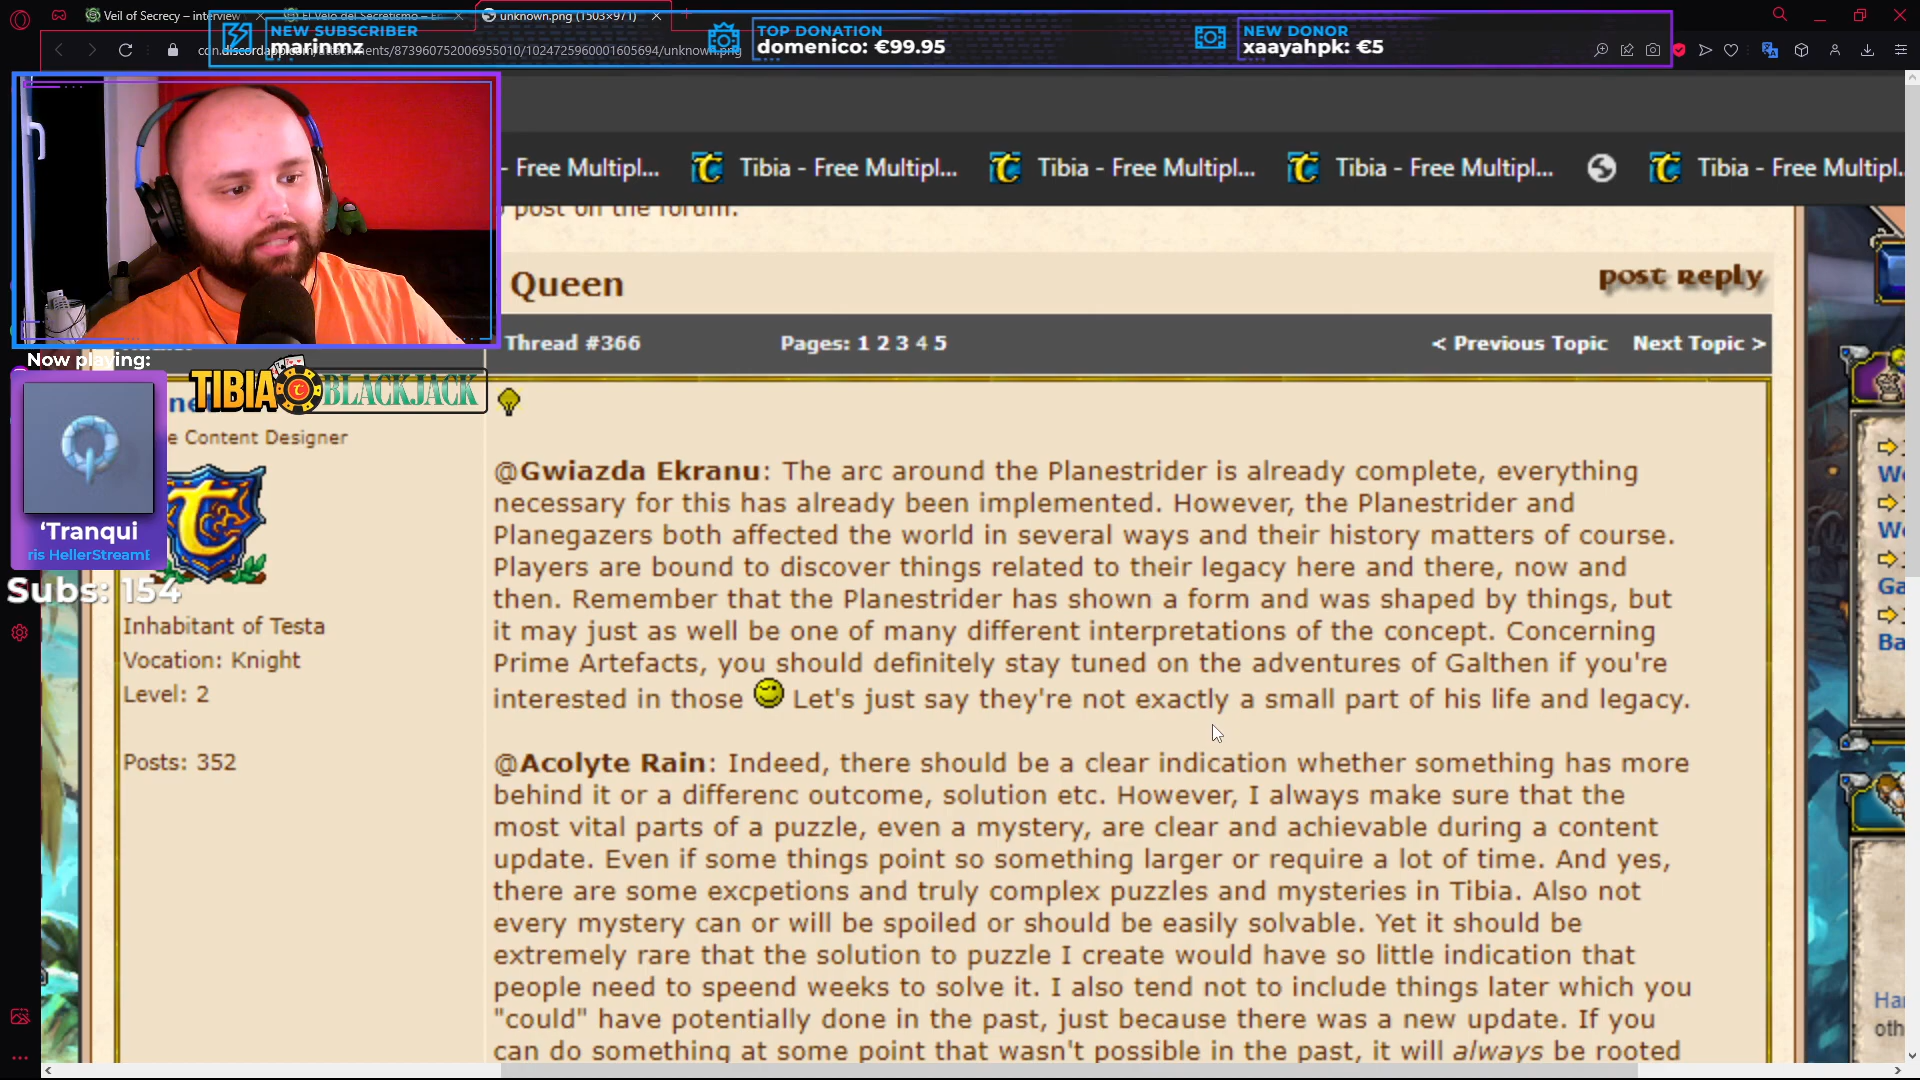 Veil of Secrecy – interview
El Velo del Secretismo – E
unknown.png (1503×971)
NEW SUBSCRIBER
marinmz
TOP DONATION
domenico: €99.95
NEW DONOR
xaayahpk: €5
- Free Multipl...
Tibia - Free Multipl...
Tibia - Free Multipl...
Tibia - Free Multipl...
Tibia - Free Multipl.
post on the forum.
Queen
post reply
Thread #366
Pages: 1 2 3 4 5
< Previous Topic
Next Topic >
Now playing:
TIBIA BLACKJACK
'Tranqui
ris HellerStreamE
Subs: 154
e Content Designer
Inhabitant of Testa
Vocation: Knight
Level: 2
Posts: 352
@Gwiazda Ekranu: The arc around the Planestrider is already complete, everything
necessary for this has already been implemented. However, the Planestrider and
Planegazers both affected the world in several ways and their history matters of course.
Players are bound to discover things related to their legacy here and there, now and
then. Remember that the Planestrider has shown a form and was shaped by things, but
it may just as well be one of many different interpretations of the concept. Concerning
Prime Artefacts, you should definitely stay tuned on the adventures of Galthen if you're
interested in those Let's just say they're not exactly a small part of his life and legacy.
@Acolyte Rain: Indeed, there should be a clear indication whether something has more
behind it or a differenc outcome, solution etc. However, I always make sure that the
most vital parts of a puzzle, even a mystery, are clear and achievable during a content
update. Even if some things point so something larger or require a lot of time. And yes,
there are some excpetions and truly complex puzzles and mysteries in Tibia. Also not
every mystery can or will be spoiled or should be easily solvable. Yet it should be
extremely rare that the solution to puzzle I create would have so little indication that
people need to speend weeks to solve it. I also tend not to include things later which you
"could" have potentially done in the past, just because there was a new update. If you
can do something at some point that wasn't possible in the past, it will always be rooted
We
We
Ga
Ba
Ha
oth